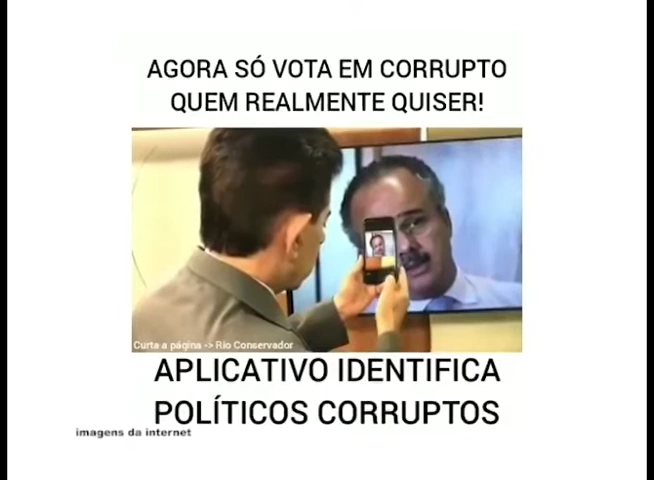 AGORA SÓ VOTA EM CORRUPTO
QUEM REALMENTE QUISER!
Curta a página -> Rio Conservador
APLICATIVO IDENTIFICA
POLÍTICOS CORRUPTOS
imagens da internet